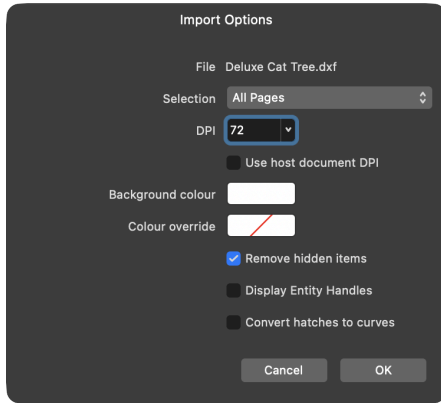 Import Options
File Deluxe Cat Tree.dxf
Selection All Pages
DPI 72
Use host document DPI
Background colour
Colour override
Remove hidden items
Display Entity Handles
Convert hatches to curves
Cancel OK